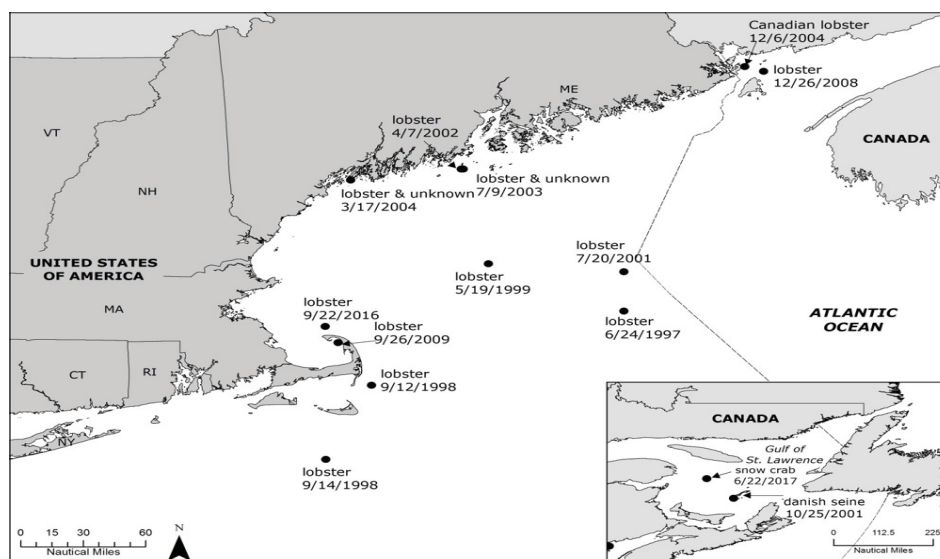 Canadian lobster
12/6/2004
lobster
12/26/2008
ME
VT
lobster
4/7/2002
CANADA
NH
lobster & unknown
7/9/2003
lobster & unknown
3/17/2004
UNITED STATES
OF AMERICA
lobster
7/20/2001
lobster
5/19/1999
MA
lobster
9/22/2016
lobster
9/26/2009
lobster
6/24/1997
ATLANTIC
OCEAN
CT
RI
lobster
9/12/1998
NY
lobster
9/14/1998
CANADA
Gulf of
St. Lawrence
snow crab
6/22/2017
danish seine
10/25/2001
0 15 30 60
Nautical Miles
N
0 112.5 225
Nautical Miles